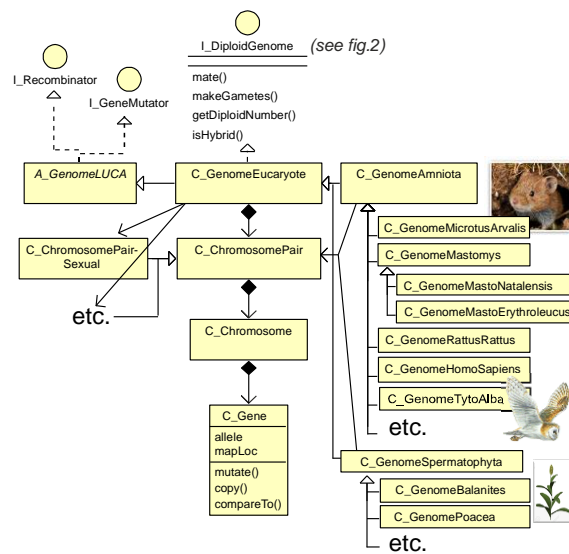 I_DiploidGenome
(see fig.2)
I_Recombinator
I_GeneMutator
mate()
makeGametes()
getDiploidNumber()
isHybrid()
A_GenomeLUCA
C_GenomeEucaryote
C_GenomeAmniota
C_GenomeMicrotusArvalis
C_GenomeMastomys
C_GenomeMastoNatalensis
C_GenomeMastoErythroleucus
C_GenomeRattusRattus
C_GenomeHomoSapiens
C_GenomeTytoAlba
etc.
C_ChromosomePair-
Sexual
C_ChromosomePair
etc.
C_Chromosome
C_Gene
allele
mapLoc
mutate()
copy()
compareTo()
C_GenomeSpermatophyta
C_GenomeBalanites
C_GenomePoacea
etc.